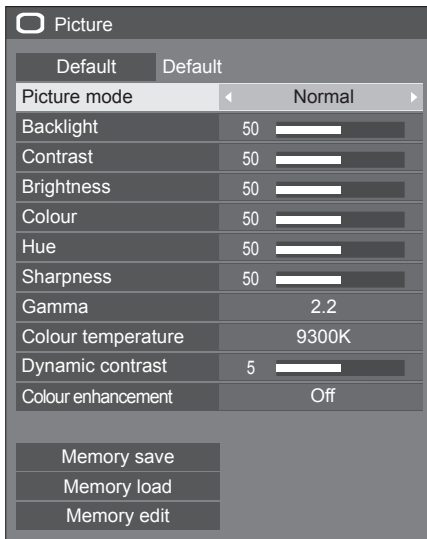 Picture
Default Default
Picture mode Normal
Backlight 50
Contrast 50
Brightness 50
Colour 50
Hue 50
Sharpness 50
Gamma 2.2
Colour temperature 9300K
Dynamic contrast 5
Colour enhancement Off
Memory save
Memory load
Memory edit